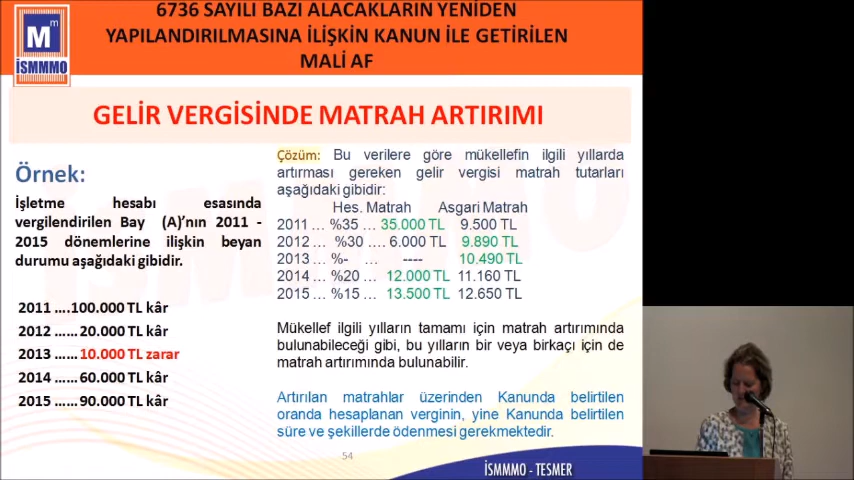 6736 SAYILI BAZI ALACAKLARIN YENİDEN
YAPILANDIRILMASINA İLİŞKİN KANUN İLE GETİRİLEN
MALİ AF
Mm
İSMMMO
GELİR VERGİSİNDE MATRAH ARTIRIMI
Örnek:
İşletme hesabı esasında
vergilendirilen Bay (A)'nın 2011 -
2015 dönemlerine ilişkin beyan
durumu aşağıdaki gibidir.
2011 ....100.000 TL kâr
2012 ......20.000 TL kâr
2013 ......10.000 TL zarar
2014 ......60.000 TL kâr
2015 ......90.000 TL kâr
Çözüm: Bu verilere göre mükellefin ilgili yıllarda
artırması gereken gelir vergisi matrah tutarları
aşağıdaki gibidir:
Hes. Matrah Asgari Matrah
2011 ... %35 ... 35.000 TL 9.500 TL
2012 ... %30 .... 6.000 TL 9.890 TL
2013 ... %- ... ---- 10.490 TL
2014 ... %20 ... 12.000 TL 11.160 TL
2015 ... %15 ... 13.500 TL 12.650 TL
Mükellef ilgili yılların tamamı için matrah artırımında
bulunabileceği gibi, bu yılların bir veya birkaçı için de
matrah artırımında bulunabilir.
Artırılan matrahlar üzerinden Kanunda belirtilen
oranda hesaplanan verginin, yine Kanunda belirtilen
süre ve şekillerde ödenmesi gerekmektedir.
54
İSMMMO - TESMER